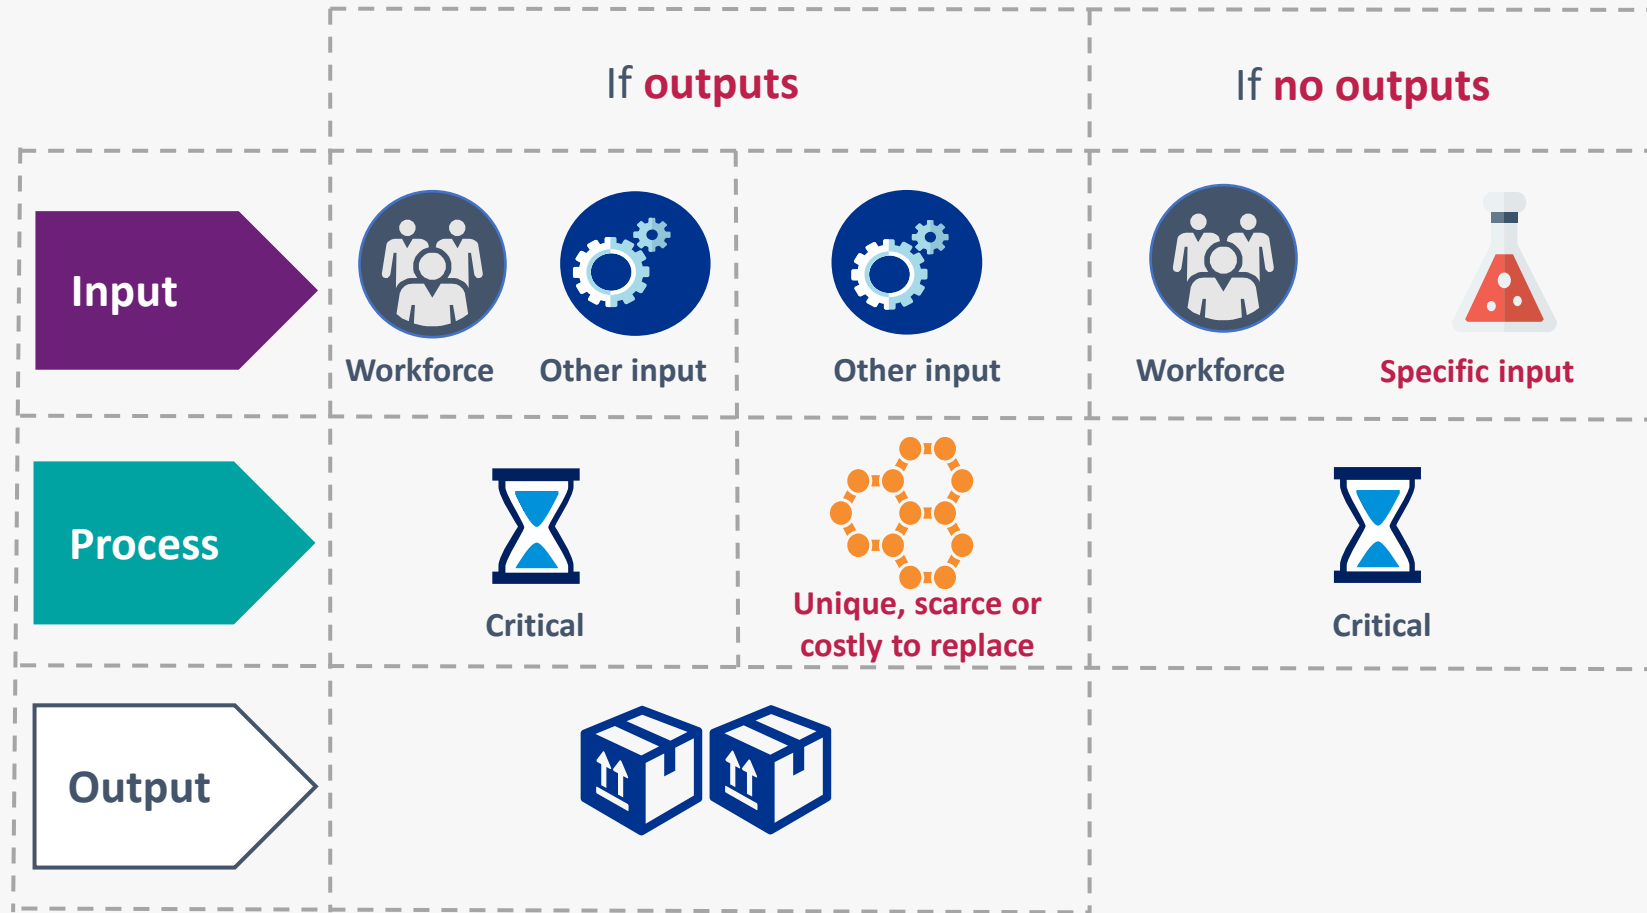 If outputs
If no outputs
Input
Workforce
Other input
Other input
Workforce
Specific input
Process
Critical
Unique, scarce or
costly to replace
Critical
Output